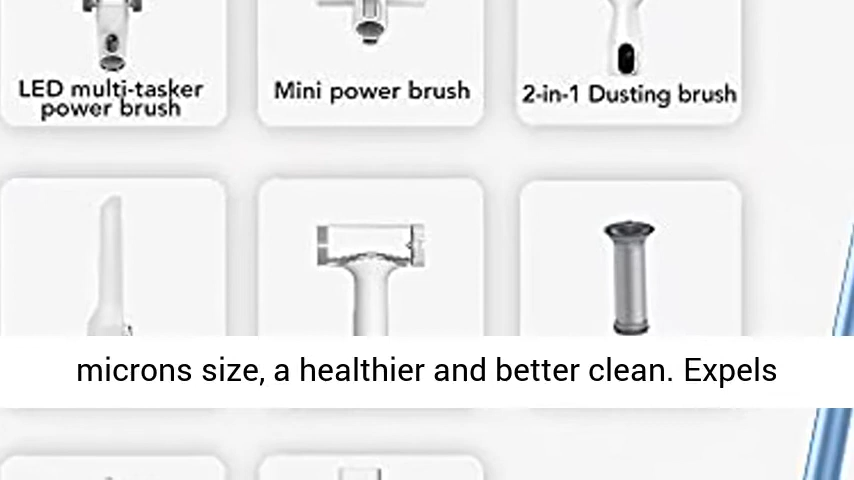 LED multi-tasker
power brush
Mini power brush
2-in-1 Dusting brush
microns size, a healthier and better clean. Expels